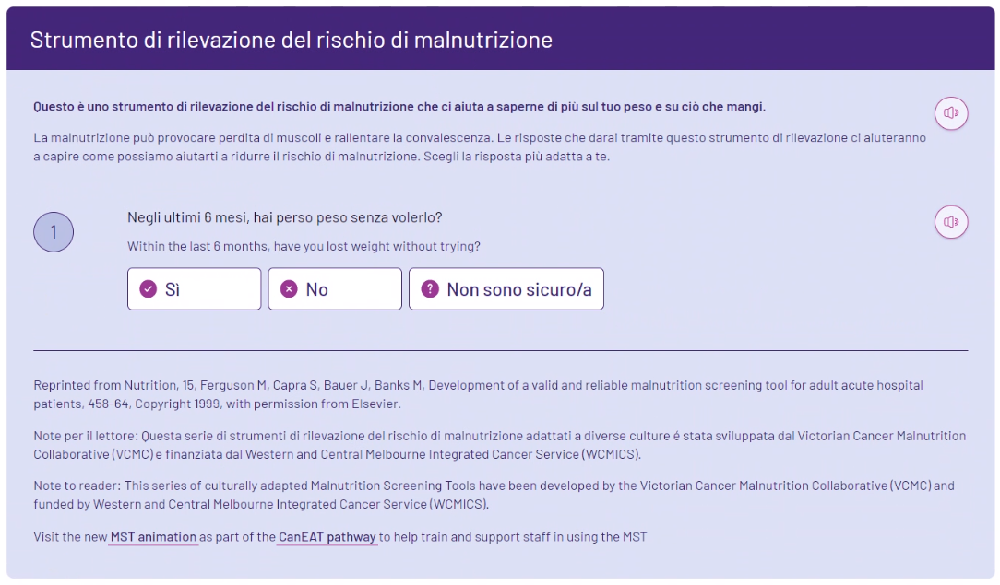 Strumento di rilevazione del rischio di malnutrizione
Questo è uno strumento di rilevazione del rischio di malnutrizione che ci aiuta a saperne di più sul tuo peso e su ciò che mangi.
La malnutrizione può provocare perdita di muscoli e rallentare la convalescenza. Le risposte che darai tramite questo strumento di rilevazione ci aiuteranno
a capire come possiamo aiutarti a ridurre il rischio di malnutrizione. Scegli la risposta più adatta a te.
1
Negli ultimi 6 mesi, hai perso peso senza volerlo?
Within the last 6 months, have you lost weight without trying?
Sì
No
Non sono sicuro/a
Reprinted from Nutrition, 15, Ferguson M, Capra S, Bauer J, Banks M, Development of a valid and reliable malnutrition screening tool for adult acute hospital
patients, 458-64, Copyright 1999, with permission from Elsevier.
Note per il lettore: Questa serie di strumenti di rilevazione del rischio di malnutrizione adattati a diverse culture é stata sviluppata dal Victorian Cancer Malnutrition
Collaborative (VCMC) e finanziata dal Western and Central Melbourne Integrated Cancer Service (WCMICS).
Note to reader: This series of culturally adapted Malnutrition Screening Tools have been developed by the Victorian Cancer Malnutrition Collaborative (VCMC) and
funded by Western and Central Melbourne Integrated Cancer Service (WCMICS).
Visit the new MST animation as part of the CanEAT pathway to help train and support staff in using the MST